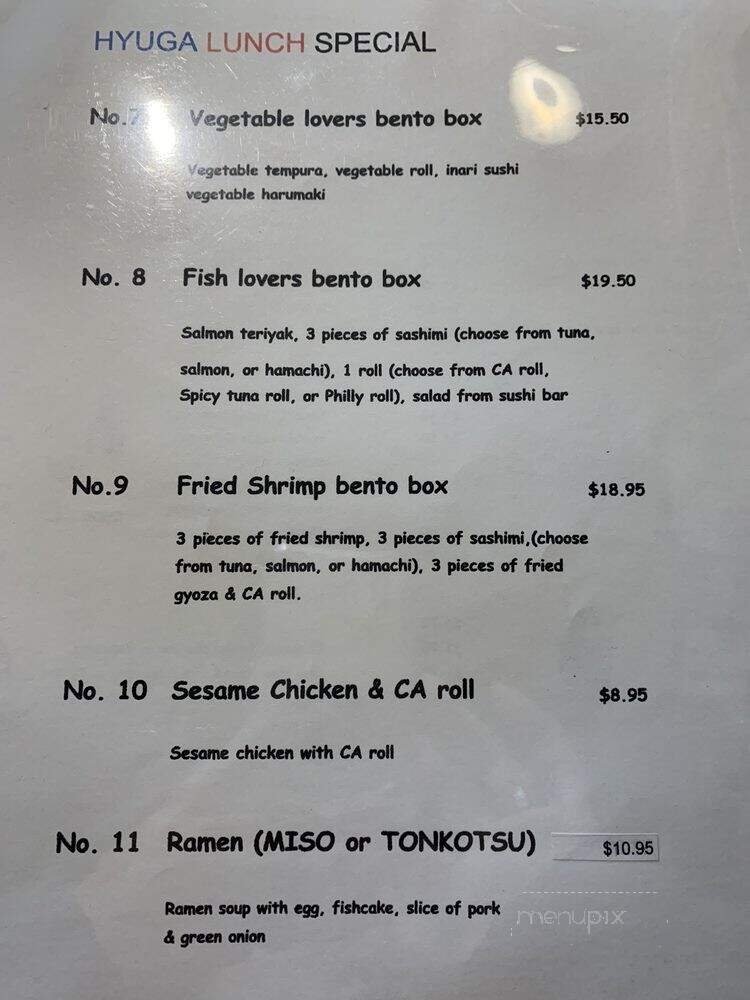 HYUGA LUNCH SPECIAL
No.7 Vegetable lovers bento box $15.50
Vegetable tempura, vegetable roll, inari sushi
vegetable harumaki
No. 8 Fish lovers bento box $19.50
Salmon teriyak, 3 pieces of sashimi (choose from tuna,
salmon, or hamachi), 1 roll (choose from CA roll,
Spicy tuna roll, or Philly roll), salad from sushi bar
No.9 Fried Shrimp bento box $18.95
3 pieces of fried shrimp, 3 pieces of sashimi,(choose
from tuna, salmon, or hamachi), 3 pieces of fried
gyoza & CA roll.
No. 10 Sesame Chicken & CA roll $8.95
Sesame chicken with CA roll
No. 11 Ramen (MISO or TONKOTSU) $10.95
Ramen soup with egg, fishcake, slice of pork
& green onion
menupix